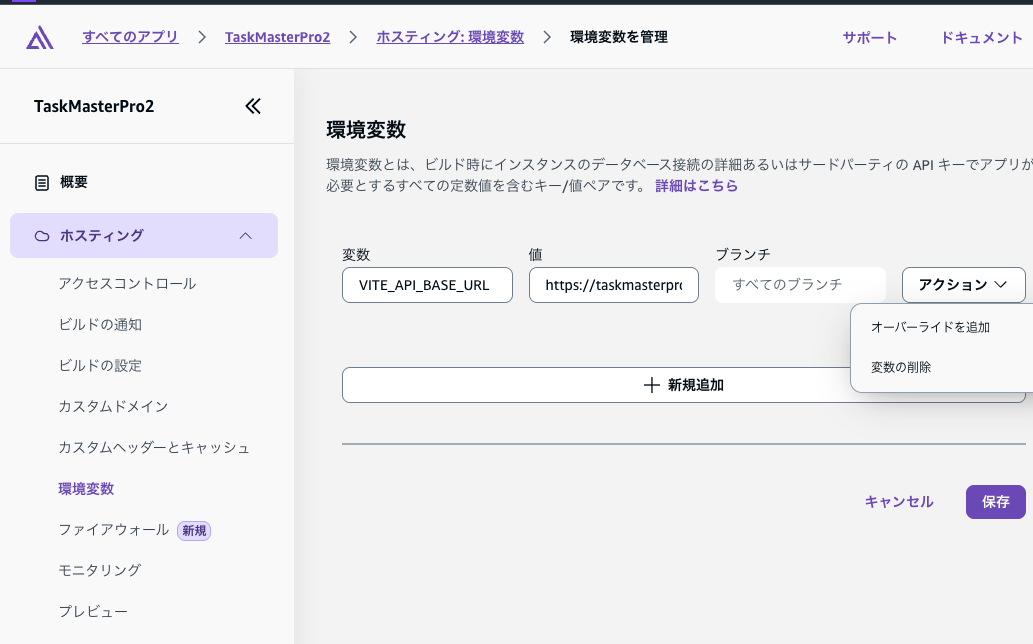 すべてのアプリ
TaskMasterPro2
ホスティング: 環境変数
環境変数を管理
サポート
ドキュメント
TaskMasterPro2
概要
ホスティング
アクセスコントロール
ビルドの通知
ビルドの設定
カスタムドメイン
カスタムヘッダーとキャッシュ
環境変数
ファイアウォール 新規
モニタリング
プレビュー
環境変数
環境変数とは、ビルド時にインスタンスのデータベース接続の詳細あるいはサードパーティの API キーでアプリが
必要とするすべての定数値を含むキー/値ペアです。 詳細はこちら
変数 値 ブランチ
VITE_API_BASE_URL https://taskmasterpr すべてのブランチ アクション
オーバーライドを追加
変数の削除
新規追加
キャンセル 保存